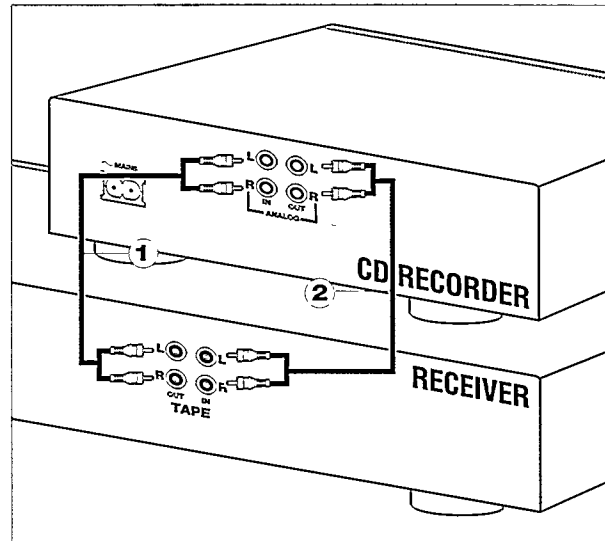 ~ MAINS
L L
R R
IN OUT
ANALOG
1
2
CD RECORDER
L L
R R
OUT IN
TAPE
RECEIVER